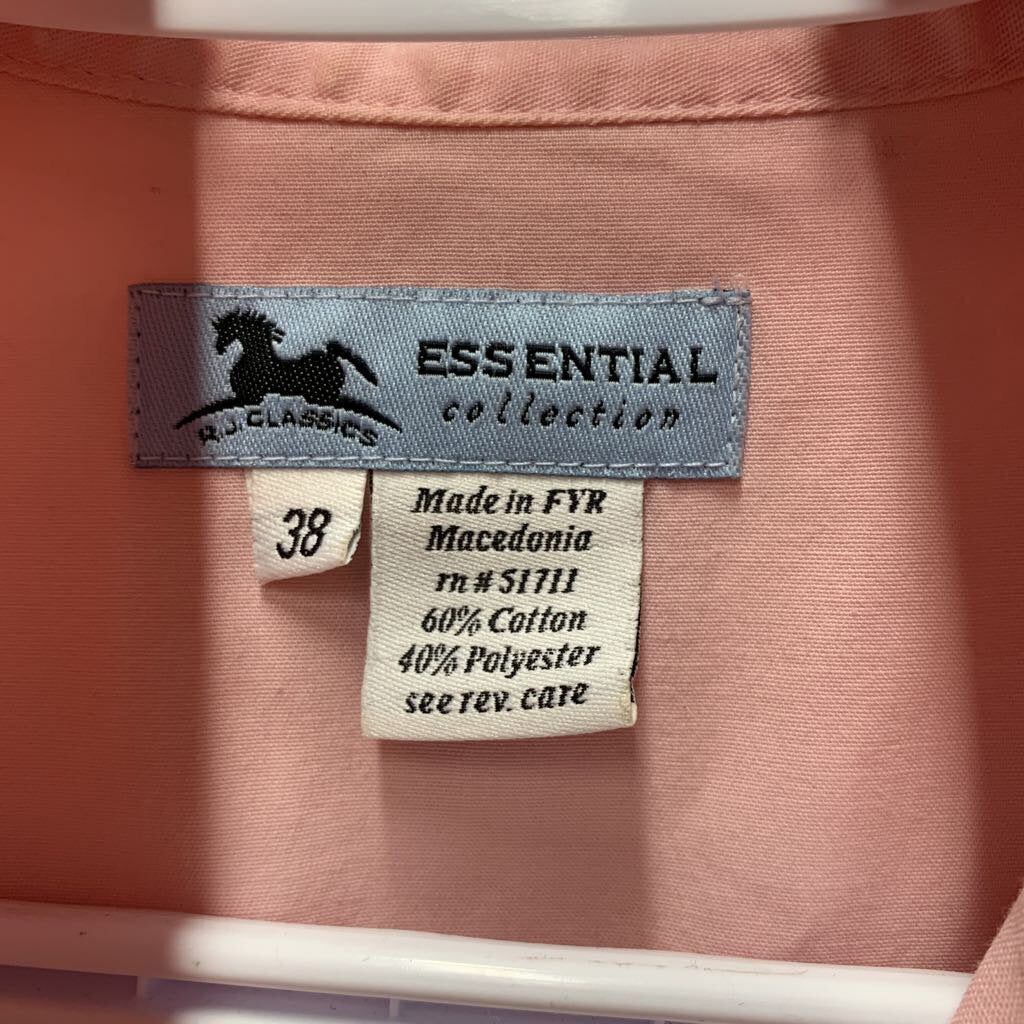 R.J. CLASSICS
ESSENTIAL
collection
38
Made in FYR
Macedonia
rn # 51711
60% Cotton
40% Polyester
see rev. care